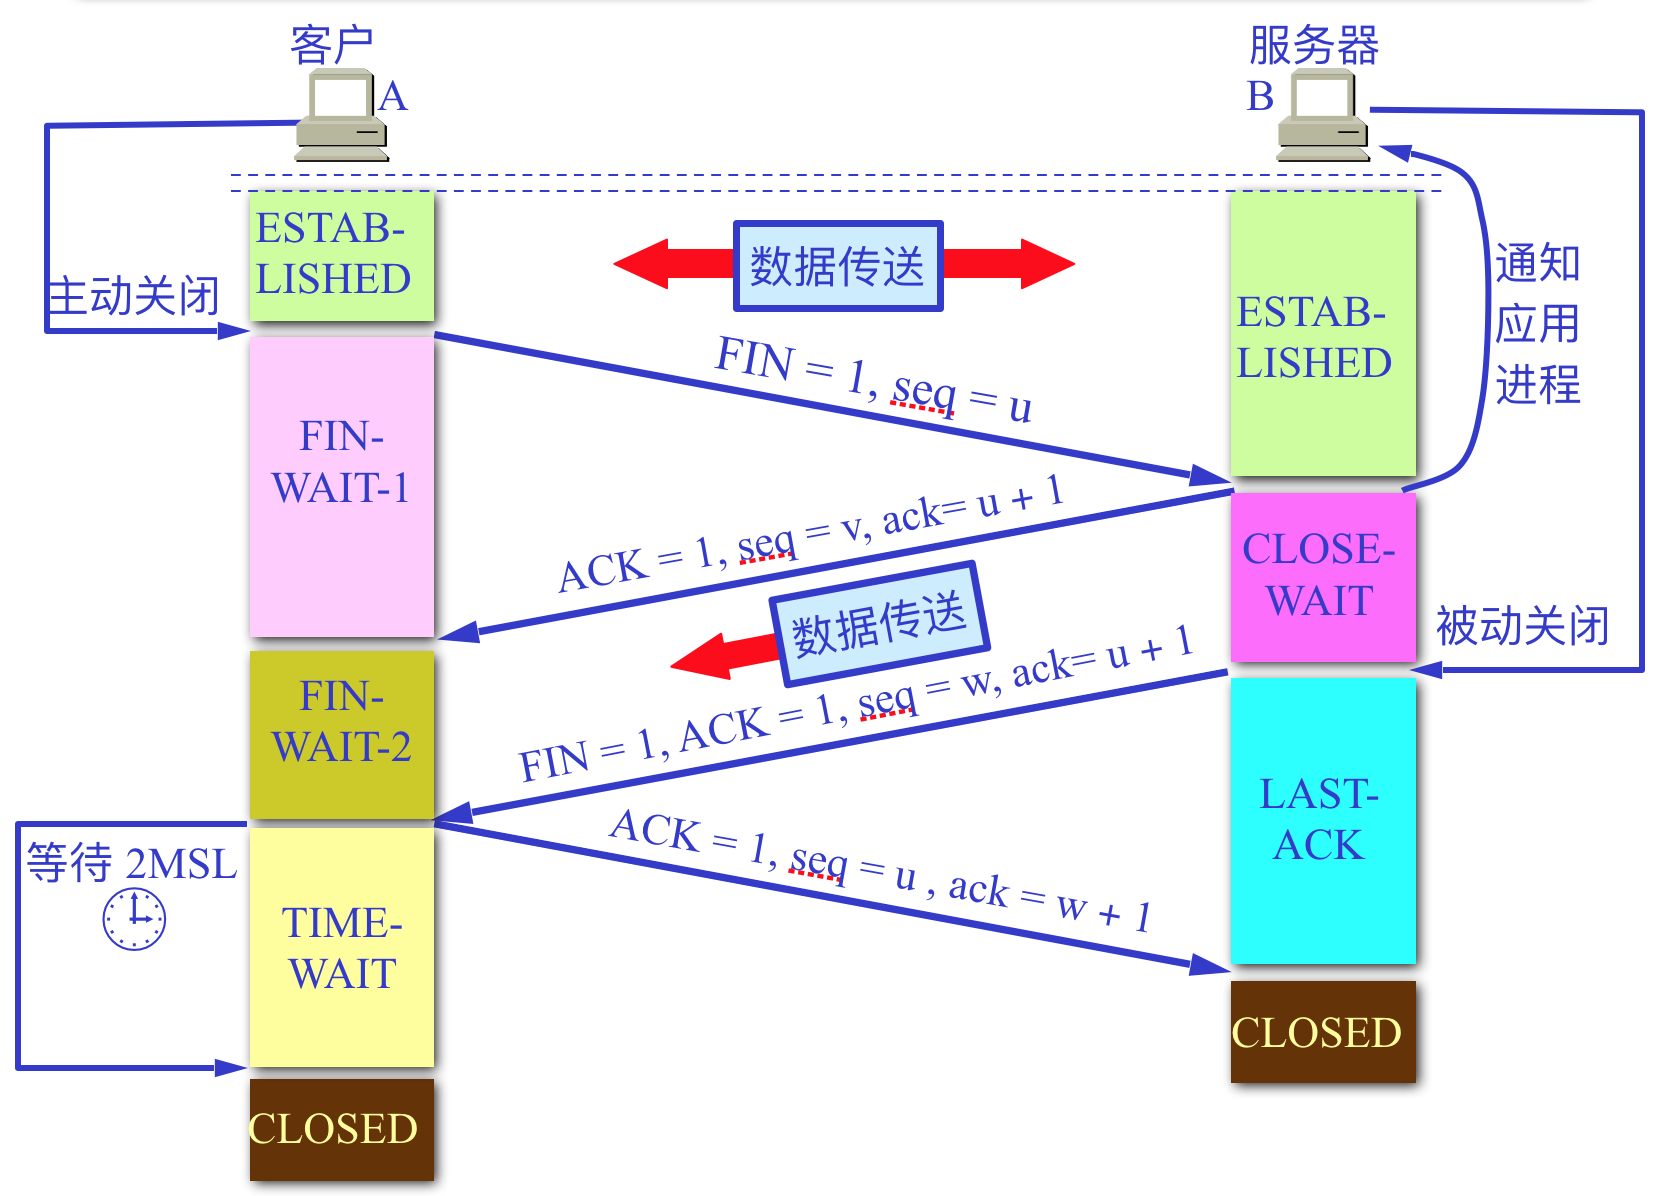 客户
服务器
A
B
ESTAB-
LISHED
数据传送
主动关闭
ESTAB-
LISHED
通知
应用
进程
FIN = 1, seq = u
FIN-
WAIT-1
ACK = 1, seq = v, ack= u + 1
CLOSE-
WAIT
数据传送
被动关闭
FIN = 1, ACK = 1, seq = w, ack= u + 1
FIN-
WAIT-2
LAST-
ACK
ACK = 1, seq = u , ack = w + 1
等待 2MSL
TIME-
WAIT
CLOSED
CLOSED